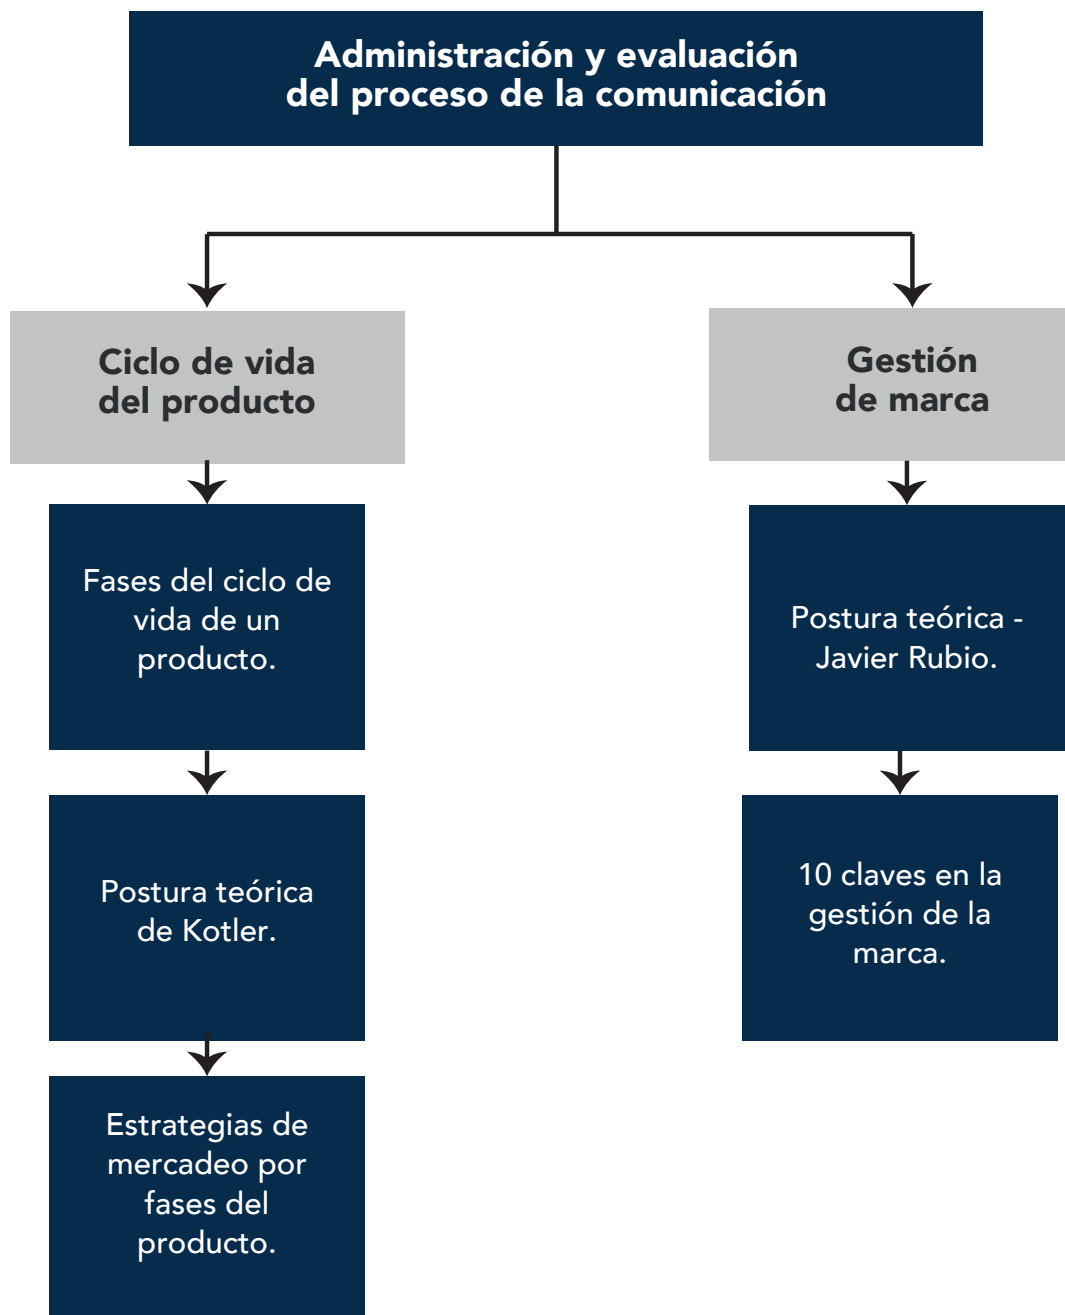 Administración y evaluación
del proceso de la comunicación
Ciclo de vida
del producto
Gestión
de marca
Fases del ciclo de
vida de un
producto.
Postura teórica -
Javier Rubio.
Postura teórica
de Kotler.
10 claves en la
gestión de la
marca.
Estrategias de
mercadeo por
fases del
producto.